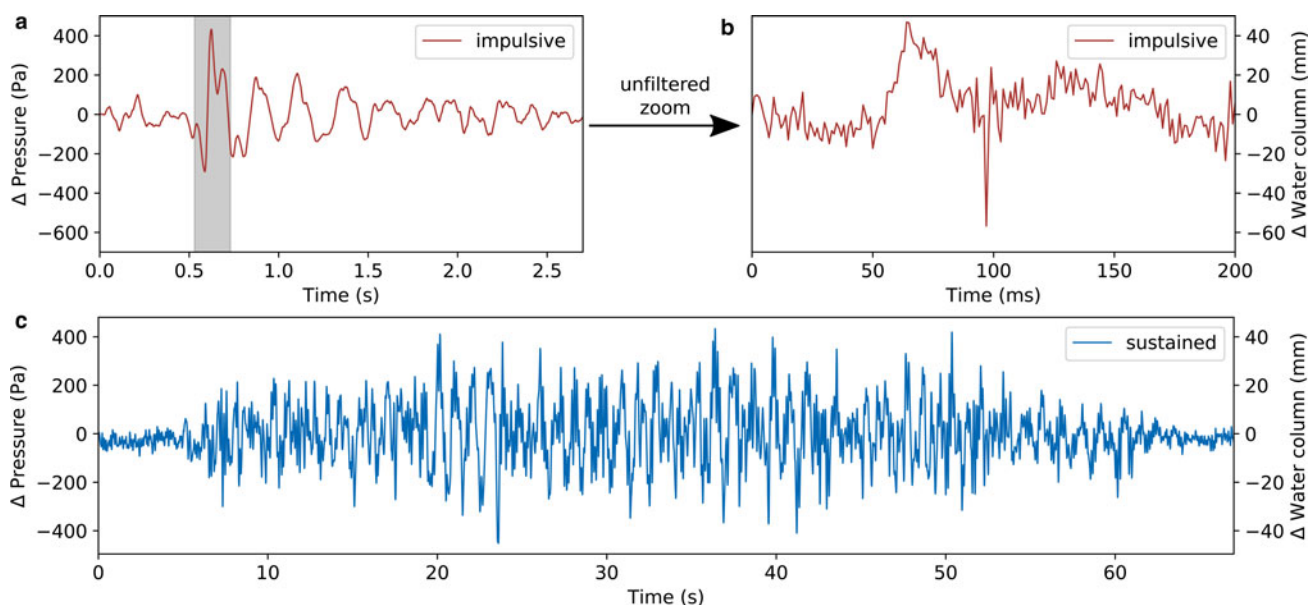 a
impulsive
Δ Pressure (Pa)
400
200
0
−200
−400
−600
0.0 0.5 1.0 1.5 2.0 2.5
Time (s)
unfiltered
zoom
b
impulsive
40
20
0
−20
−40
−60
Δ Water column (mm)
0 50 100 150 200
Time (ms)
c
sustained
Δ Pressure (Pa)
400
200
0
−200
−400
40
20
0
−20
−40
Δ Water column (mm)
0 10 20 30 40 50 60
Time (s)